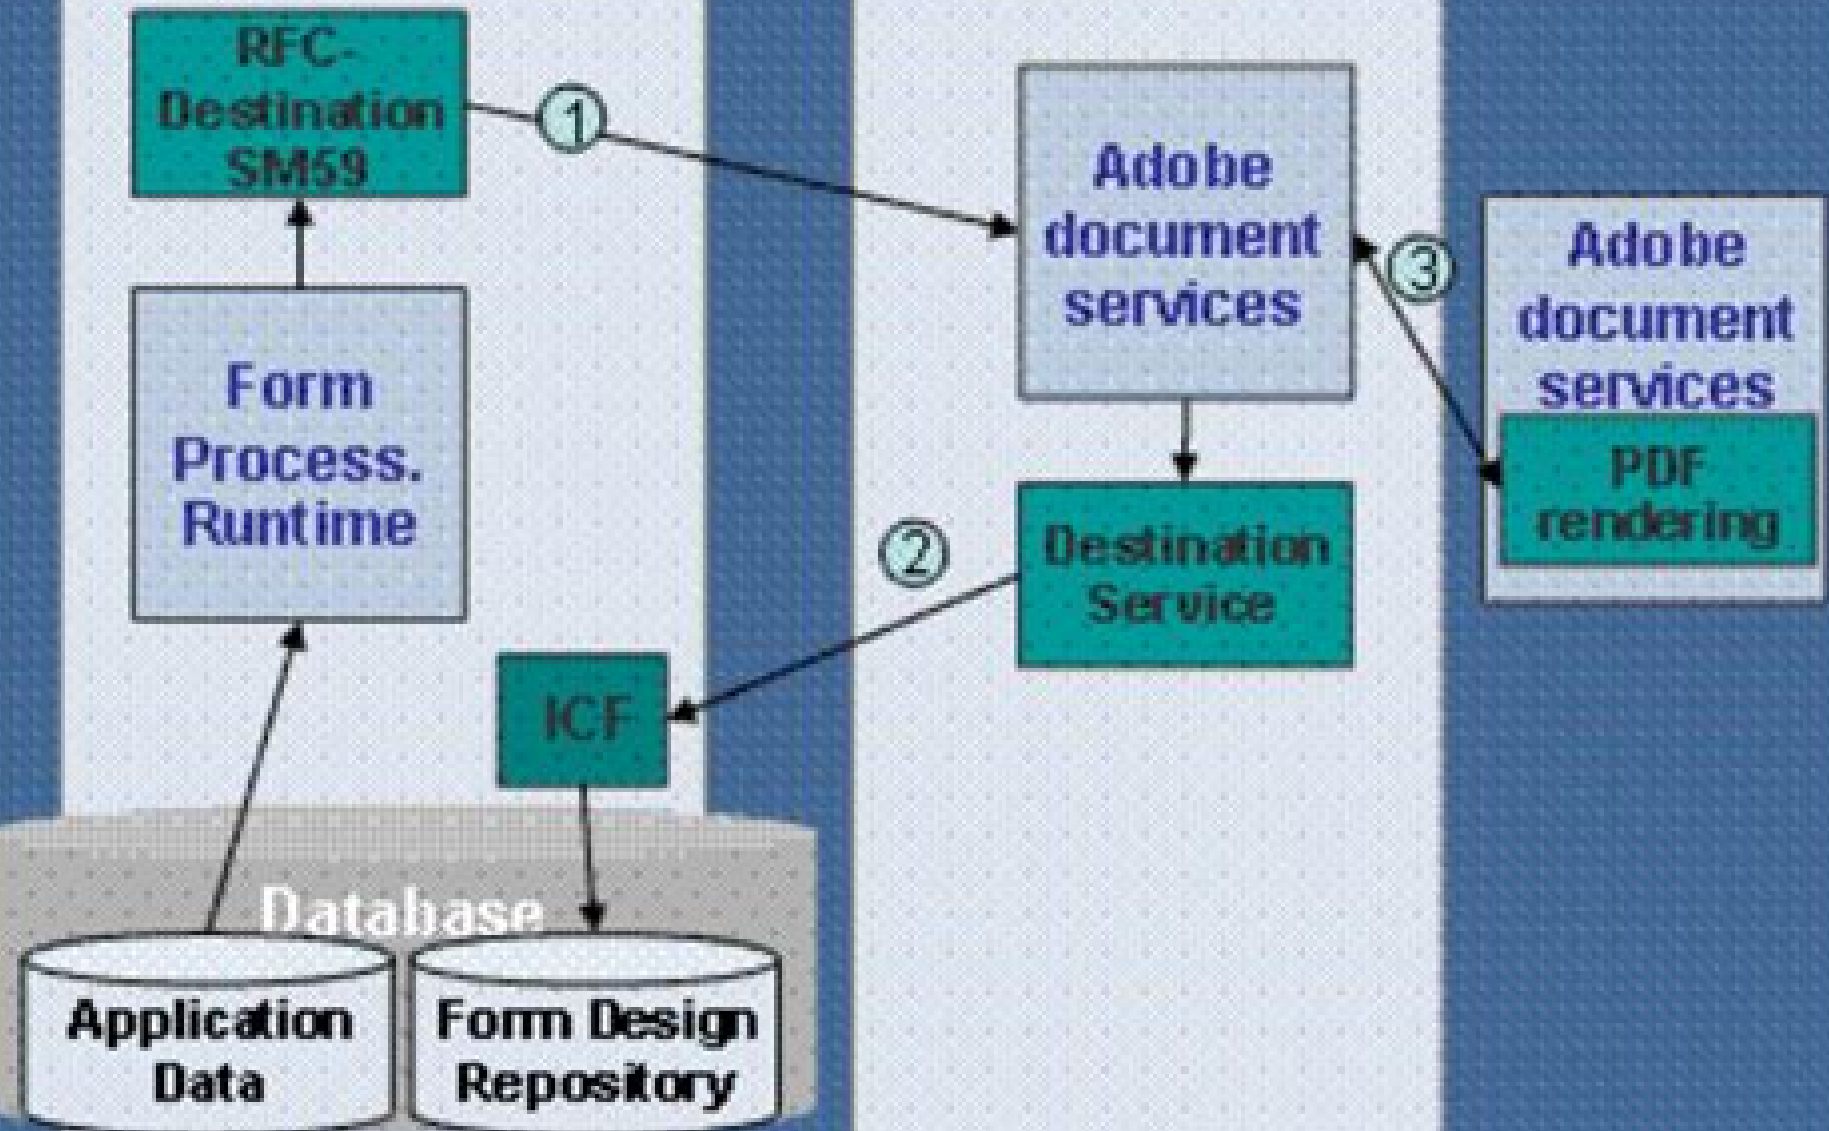 RFC-
Destination
SM59
1
Adobe
document
services
3
Adobe
document
services
PDF
rendering
Form
Process.
Runtime
2
Destination
Service
ICF
Database
Application
Data
Form Design
Repository